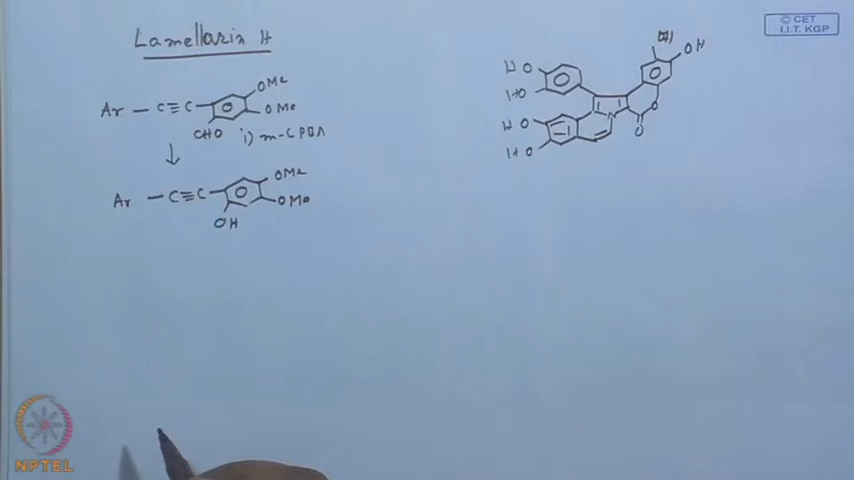 Lamellarin H
© CET
I.I.T. KGP
Ar — C≡C
OMe
OMe
CHO
i) m-CPBA
Ar — C≡C
OMe
OMe
OH
OH
HO
HO
HO
HO
N
O
O
NPTEL